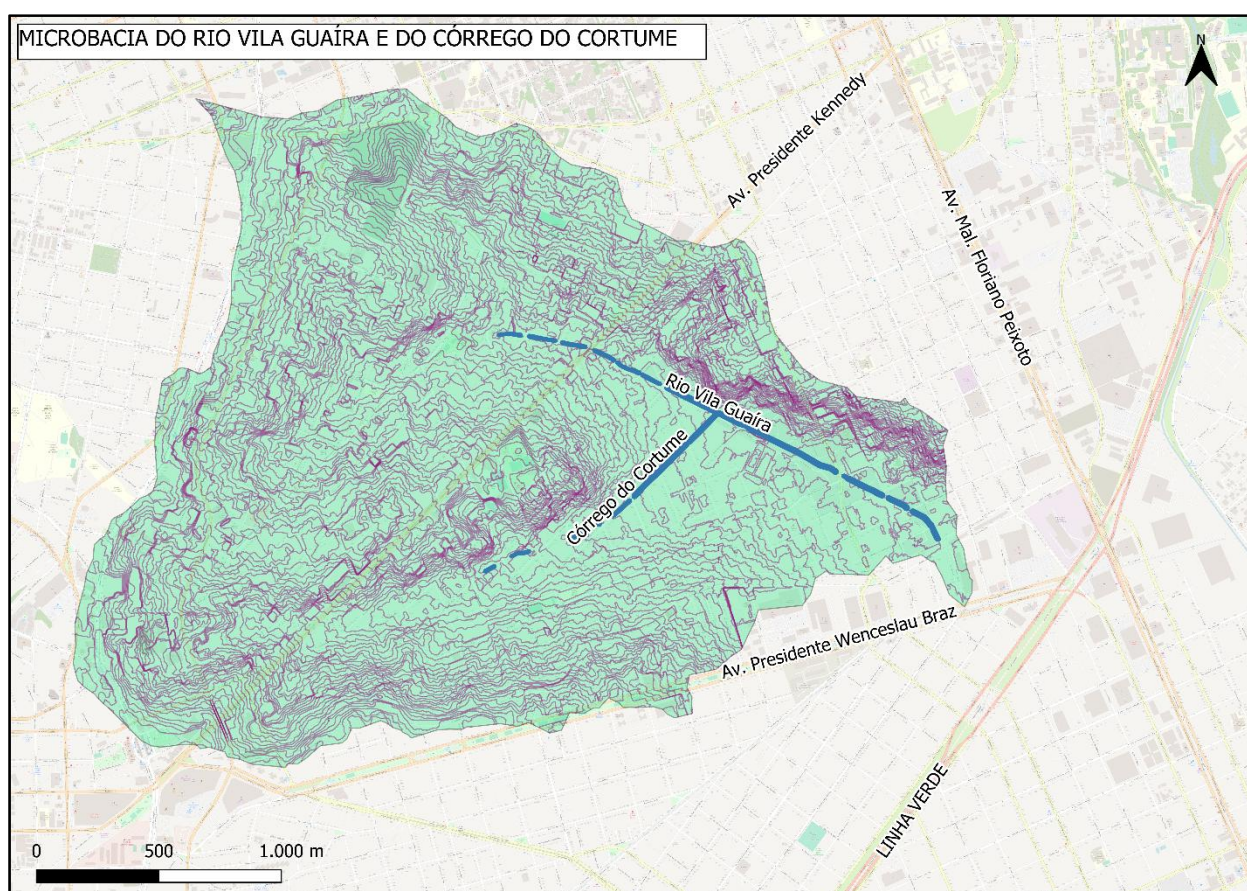 MICROBACIA DO RIO VILA GUAÍRA E DO CÓRREGO DO CORTUME
N
Av. Presidente Kennedy
Av. Mal. Floriano Peixoto
Rio Vila Guaíra
Córrego do Cortume
Av. Presidente Wenceslau Braz
LINHA VERDE
0 500 1.000 m